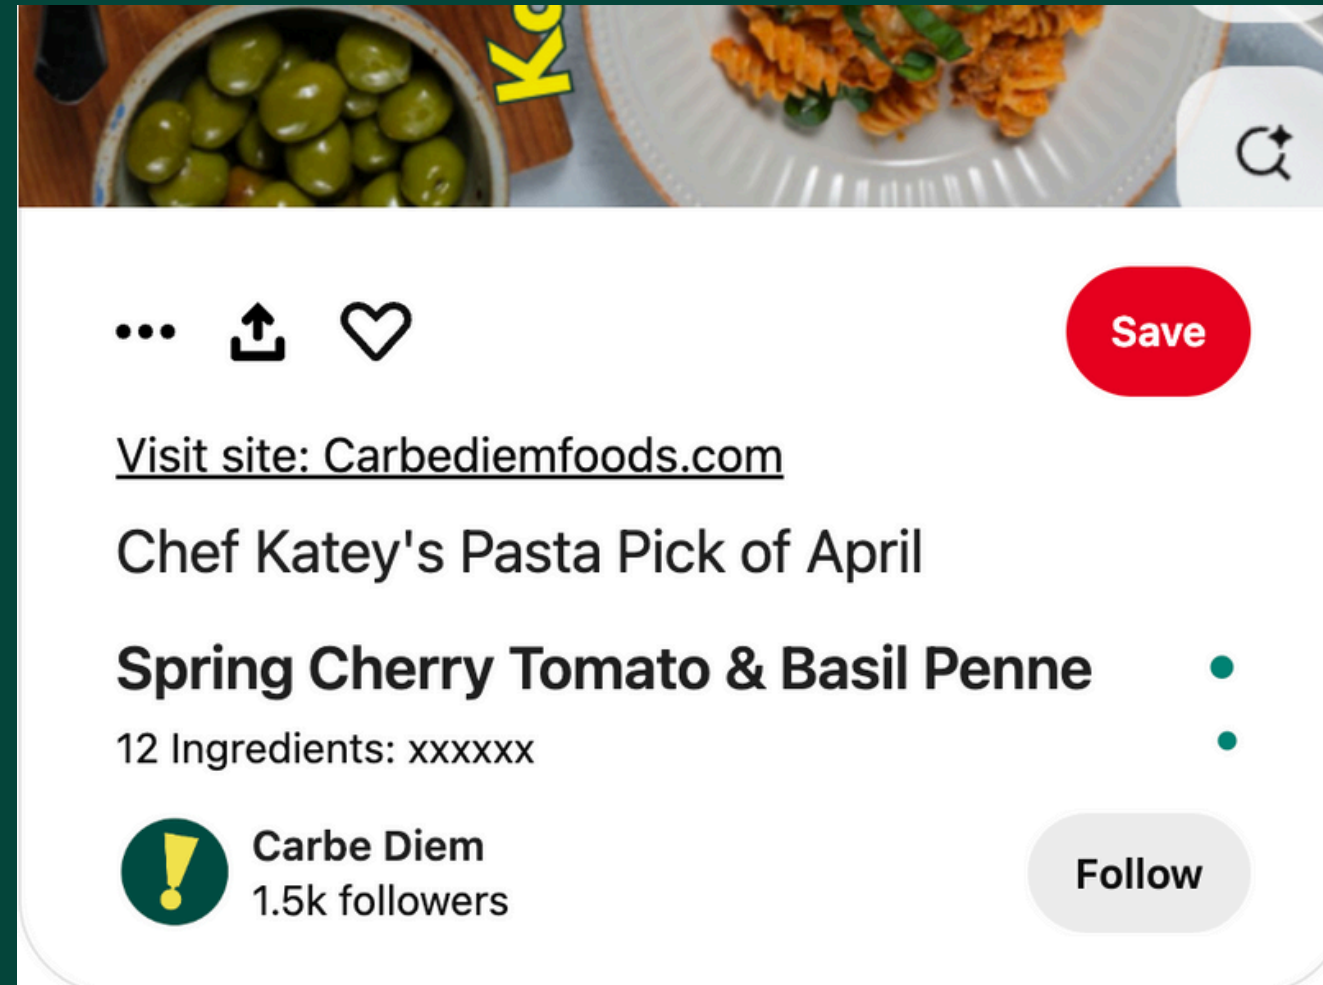 Save
Visit site: Carbediemfoods.com
Chef Katey's Pasta Pick of April
Spring Cherry Tomato & Basil Penne
12 Ingredients: xxxxxx
Carbe Diem
1.5k followers
Follow